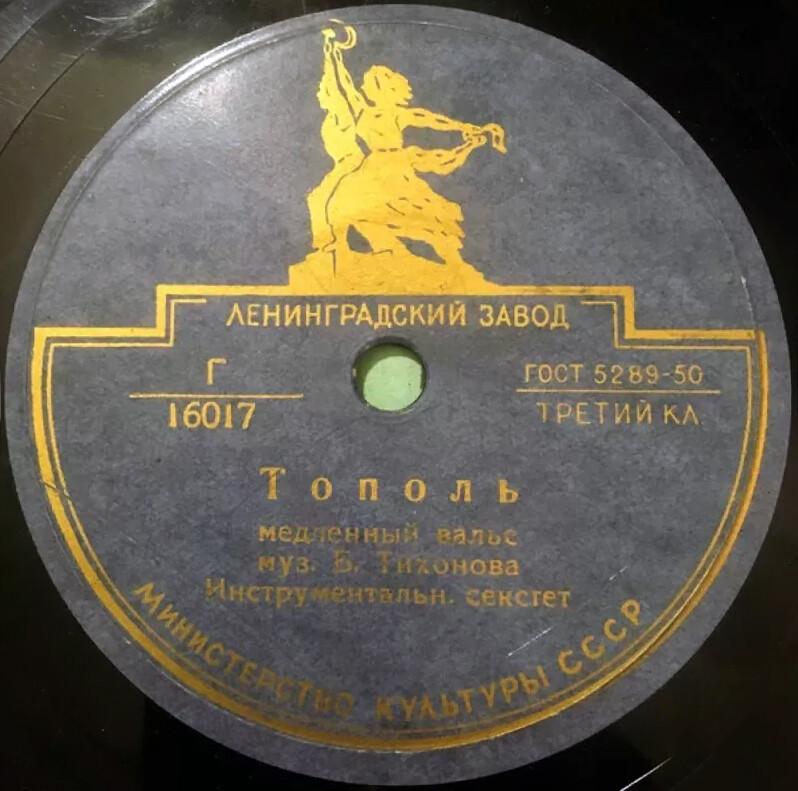 ЛЕНИНГРАДСКИЙ ЗАВОД
Г
16017
ГОСТ 5289-50
ТРЕТИЙ КЛ.
Тополь
медленный вальс
муз. Б. Тихонова
Инструментальн. секстет
МИНИСТЕРСТВО КУЛЬТУРЫ СССР